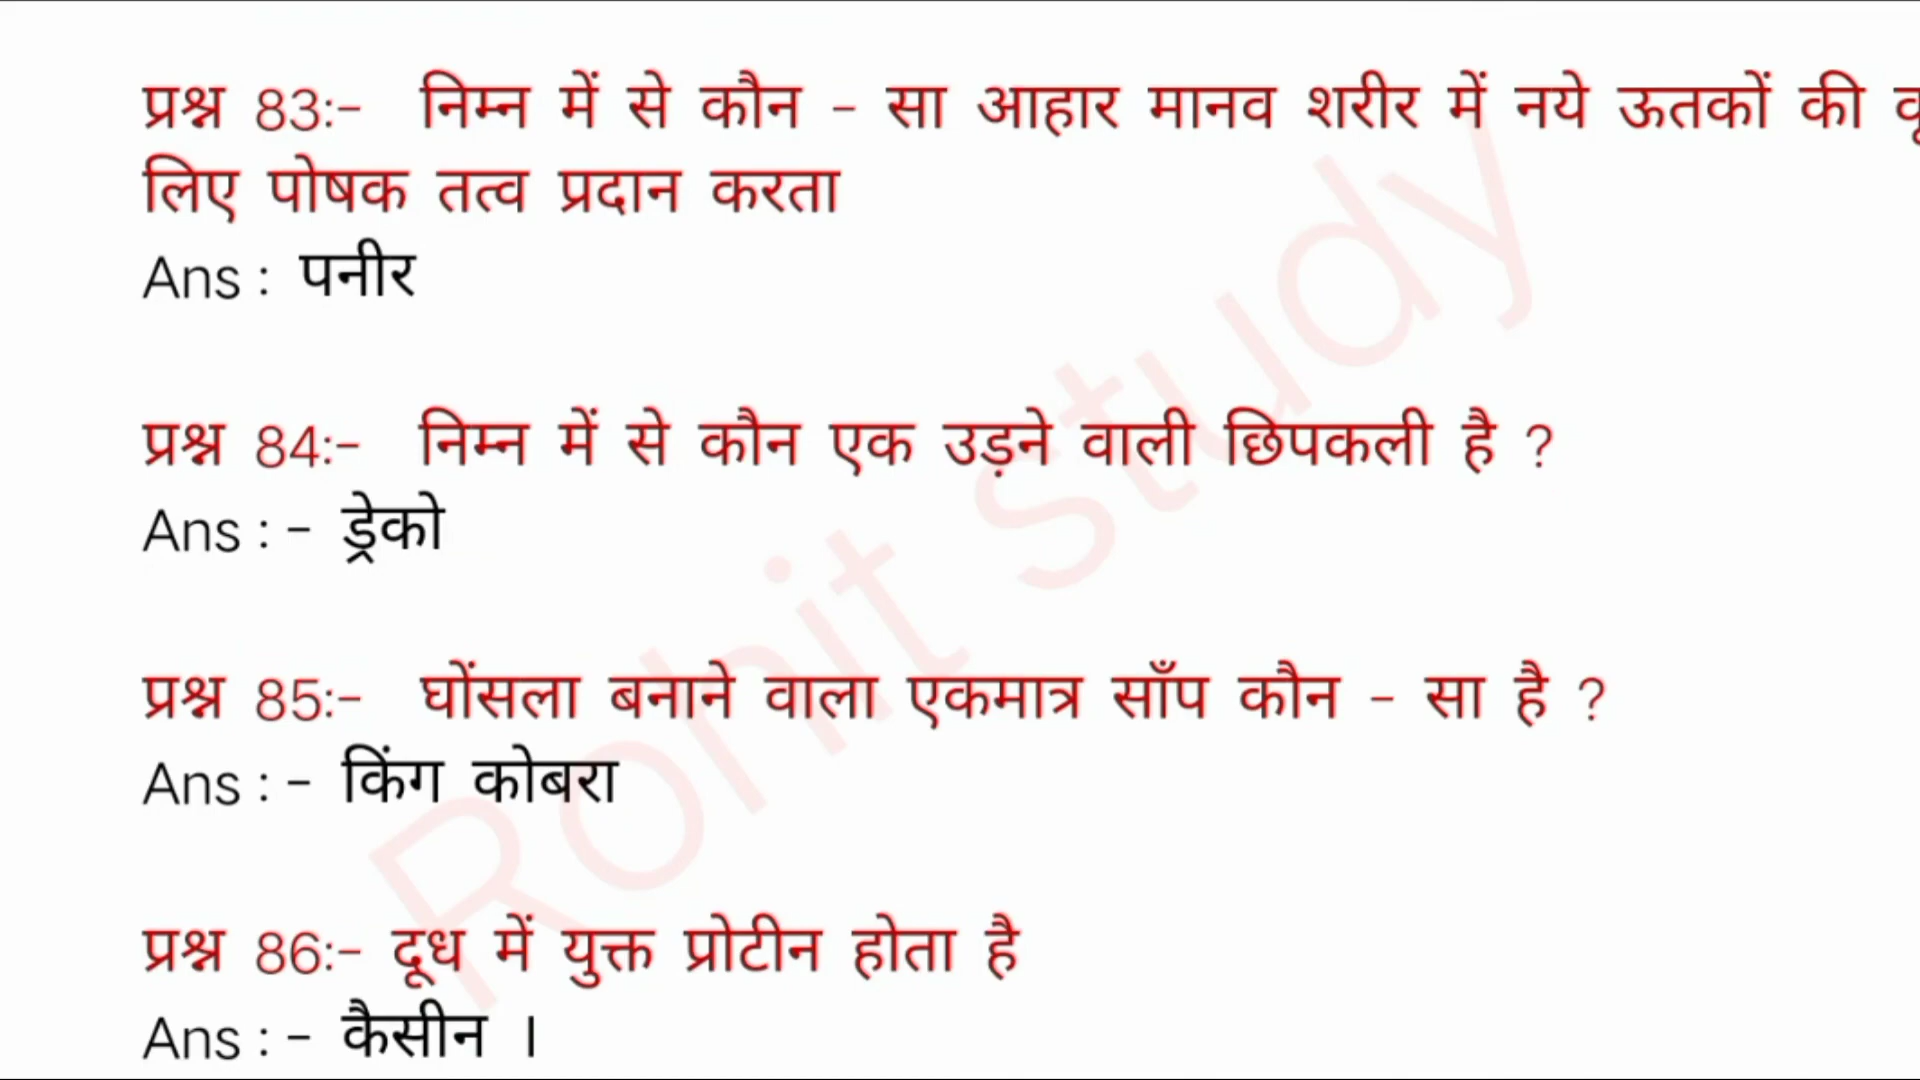 प्रश्न 83:- निम्न में से कौन - सा आहार मानव शरीर में नये ऊतकों की
लिए पोषक तत्व प्रदान करता
Ans : पनीर
प्रश्न 84:- निम्न में से कौन एक उड़ने वाली छिपकली है ?
Ans : - ड्रेको
प्रश्न 85:- घोंसला बनाने वाला एकमात्र साँप कौन - सा है ?
Ans : - किंग कोबरा
प्रश्न 86:- दूध में युक्त प्रोटीन होता है
Ans : - कैसीन ।
Rohit study